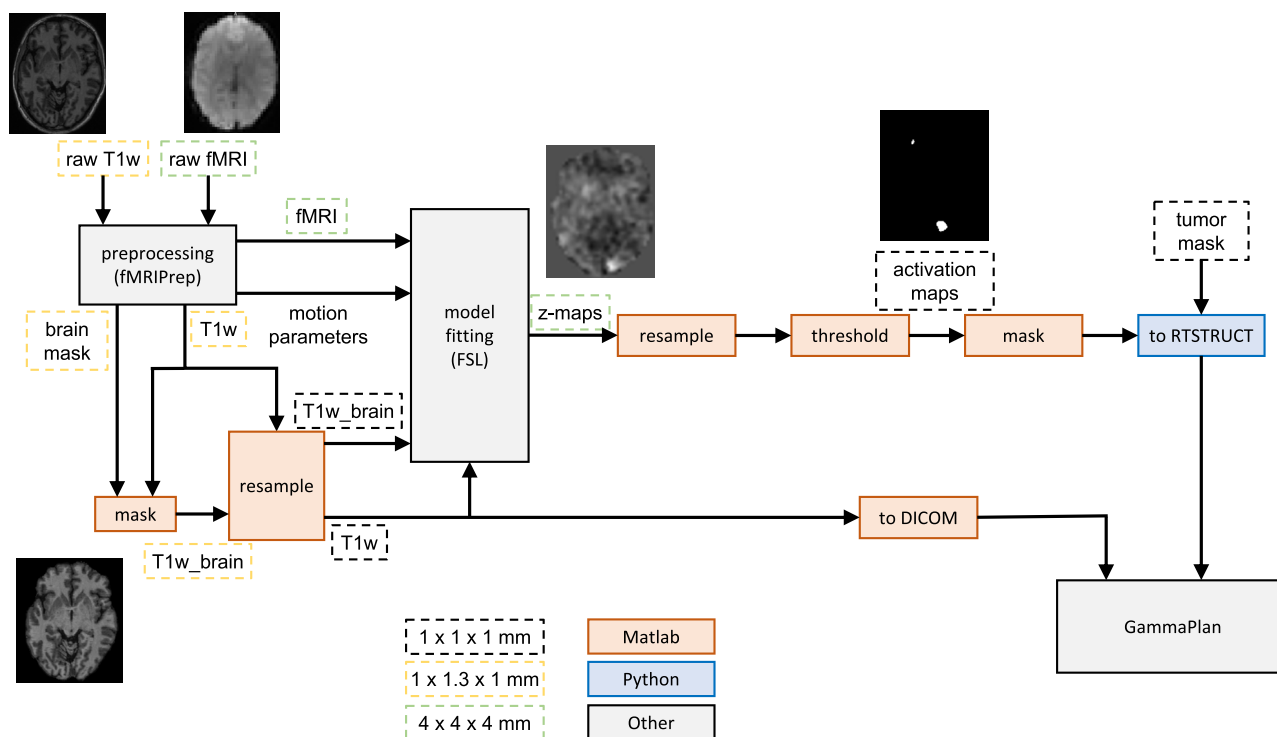 raw T1w
raw fMRI
fMRI
preprocessing
(fMRIPrep)
motion
parameters
brain
mask
T1w
model
fitting
(FSL)
z-maps
resample
threshold
activation
maps
mask
tumor
mask
to RTSTRUCT
T1w_brain
resample
mask
T1w_brain
T1w
to DICOM
GammaPlan
1 x 1 x 1 mm
Matlab
1 x 1.3 x 1 mm
Python
4 x 4 x 4 mm
Other